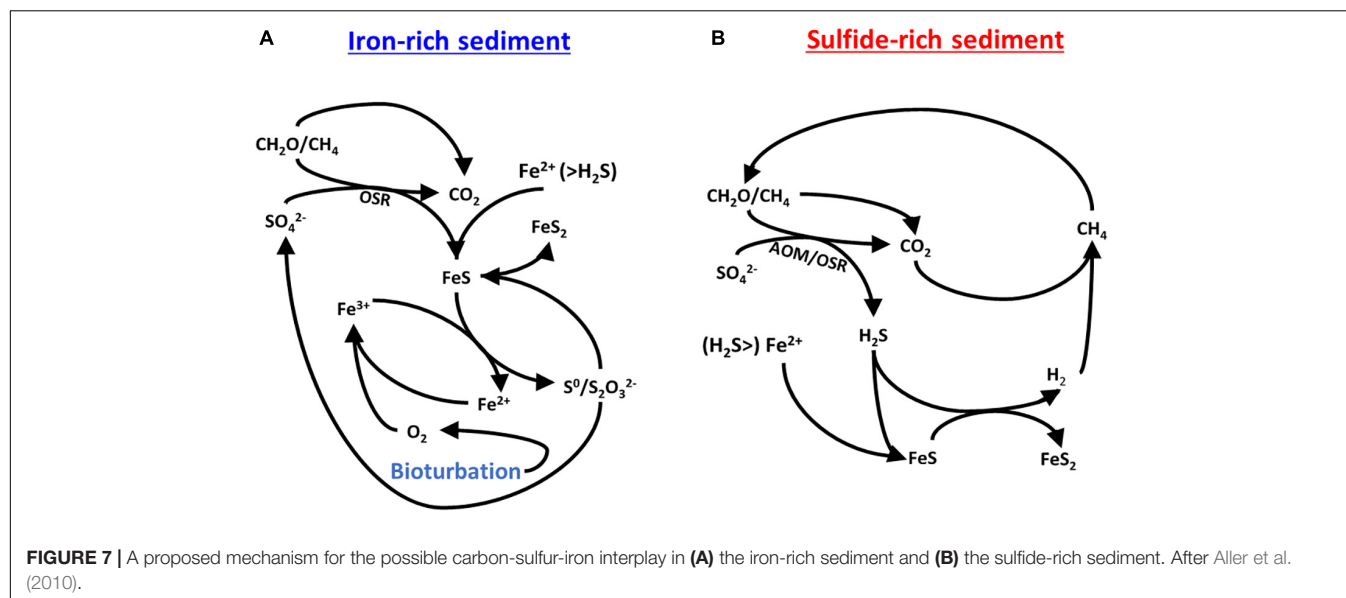 A
Iron-rich sediment
CH₂O/CH₄
SO₄²⁻
OSR
CO₂
Fe²⁺ (>H₂S)
FeS₂
FeS
Fe³⁺
Fe²⁺
S⁰/S₂O₃²⁻
O₂
Bioturbation
B
Sulfide-rich sediment
CH₂O/CH₄
SO₄²⁻
AOM/OSR
CO₂
CH₄
(H₂S>) Fe²⁺
H₂S
H₂
FeS
FeS₂
FIGURE 7 | A proposed mechanism for the possible carbon-sulfur-iron interplay in (A) the iron-rich sediment and (B) the sulfide-rich sediment. After Aller et al.
(2010).